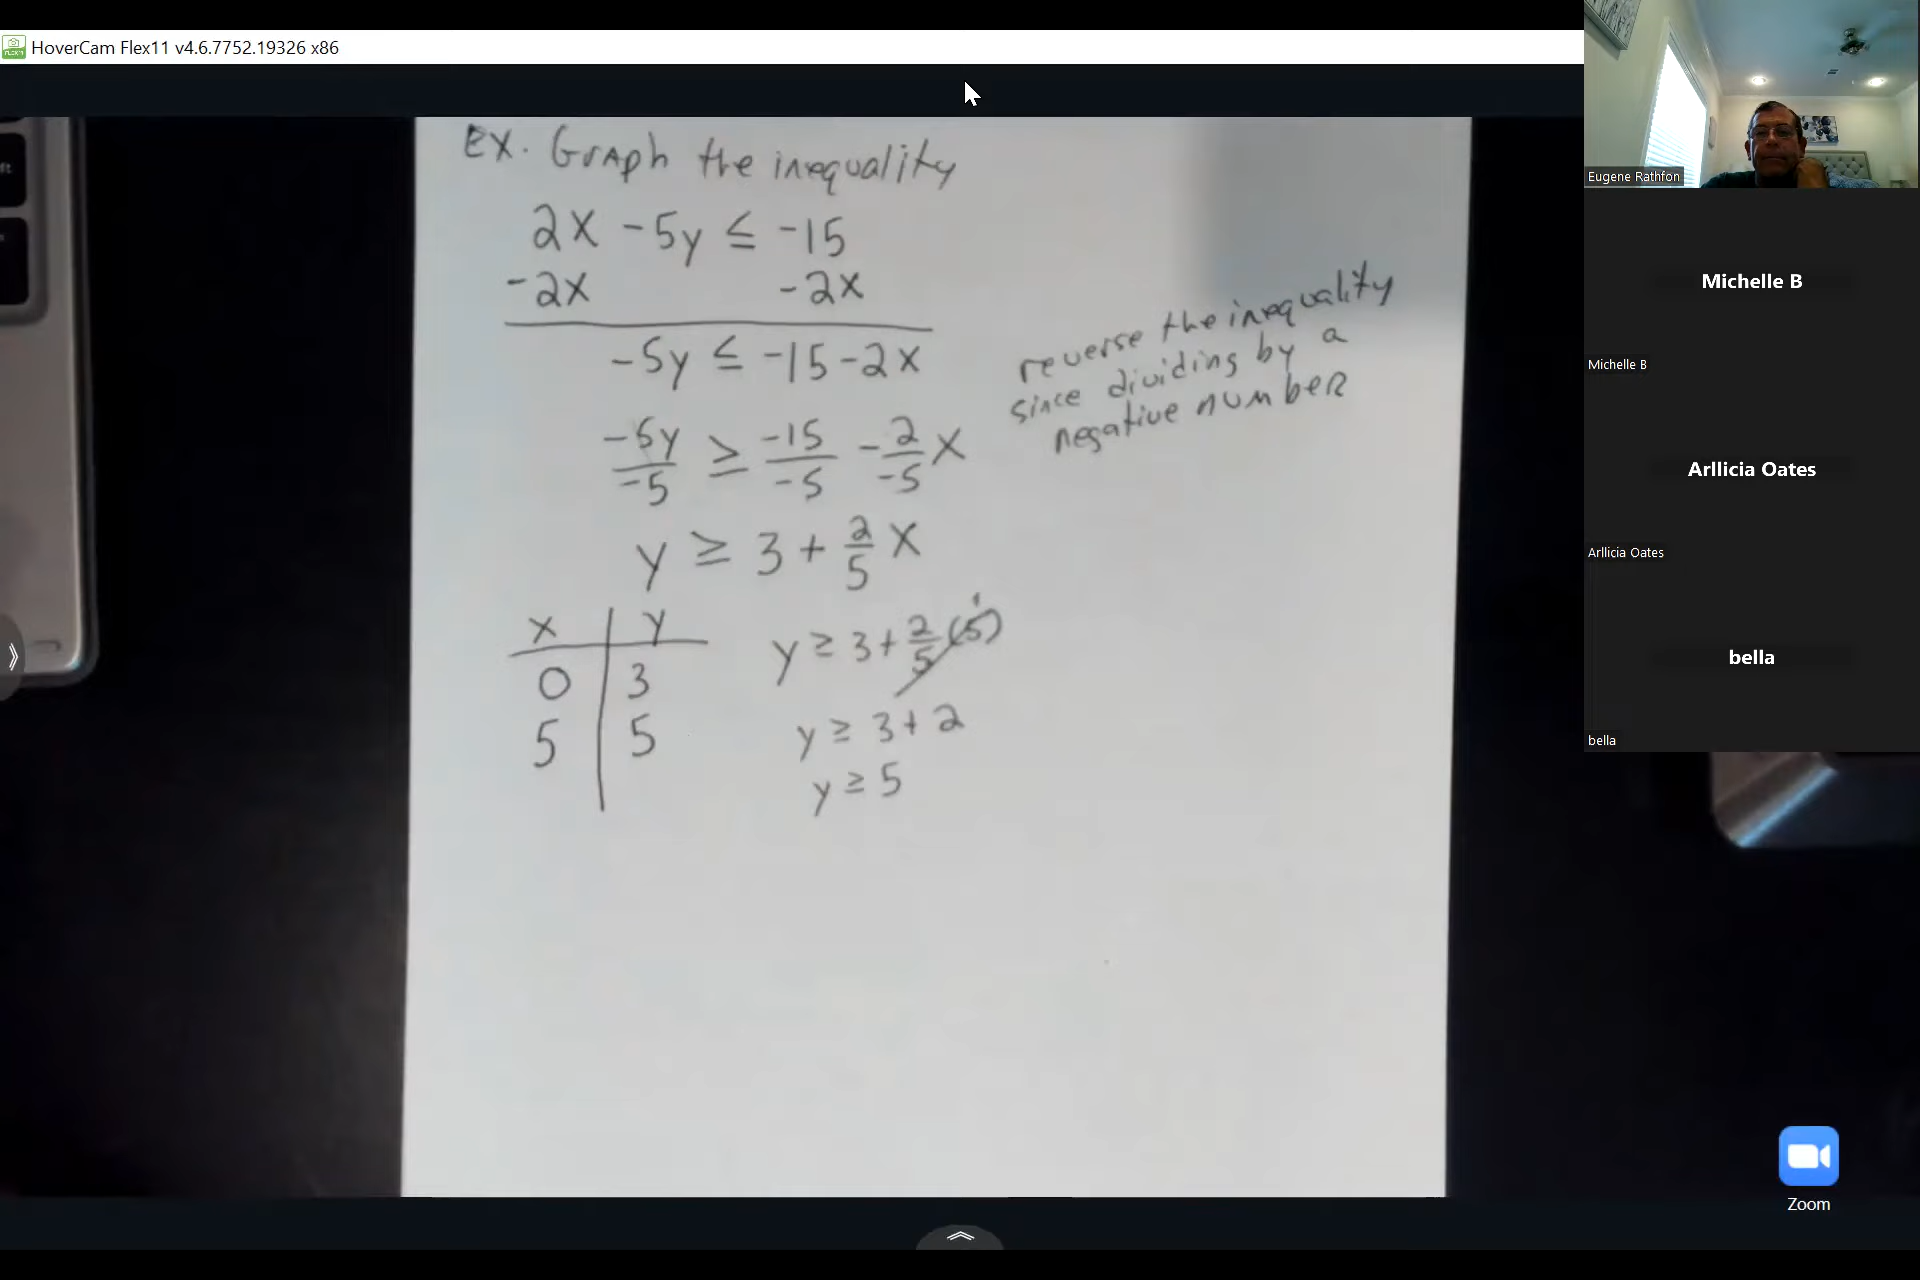 HoverCam Flex11 v4.6.7752.19326 x86
EX. Graph the inequality
2x - 5y ≤ -15
-2x -2x
-5y ≤ -15 - 2x
reverse the inequality
since dividing by a
negative number
-5y/-5 ≥ -15/-5 - 2/-5 x
y ≥ 3 + 2/5 x
x | y
0 | 3
5 | 5
y ≥ 3 + 2/5 (5) 1
y ≥ 3 + 2
y ≥ 5
Eugene Rathfon
Michelle B
Michelle B
Arllicia Oates
Arllicia Oates
bella
bella
Zoom